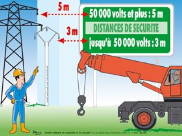 5 m
50 000 volts et plus : 5 m
DISTANCES DE SECURITE
3 m
jusqu'à 50 000 volts : 3 m